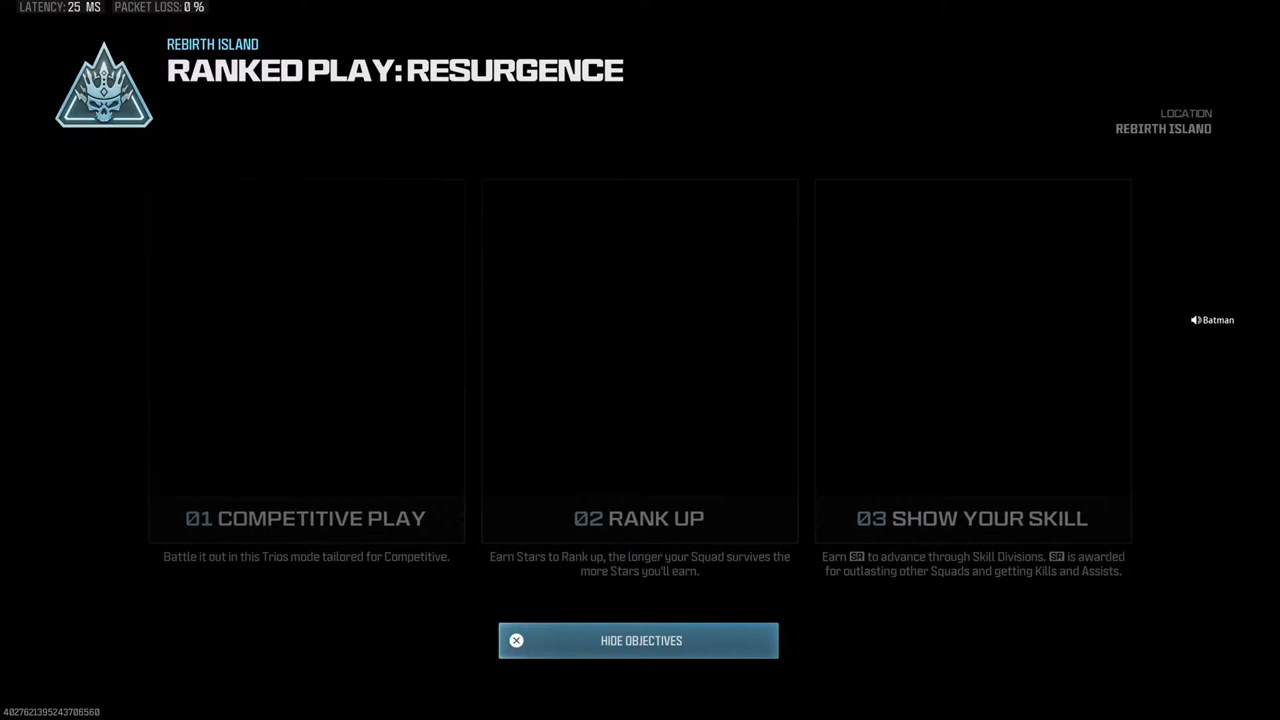 LATENCY: 25 MS PACKET LOSS: 0 %
REBIRTH ISLAND
RANKED PLAY: RESURGENCE
LOCATION
REBIRTH ISLAND
Batman
01 COMPETITIVE PLAY
Battle it out in this Trios mode tailored for Competitive.
02 RANK UP
Earn Stars to Rank up, the longer your Squad survives the
more Stars you'll earn.
03 SHOW YOUR SKILL
Earn SR to advance through Skill Divisions. SR is awarded
for outlasting other Squads and getting Kills and Assists.
HIDE OBJECTIVES
4027621395243706560